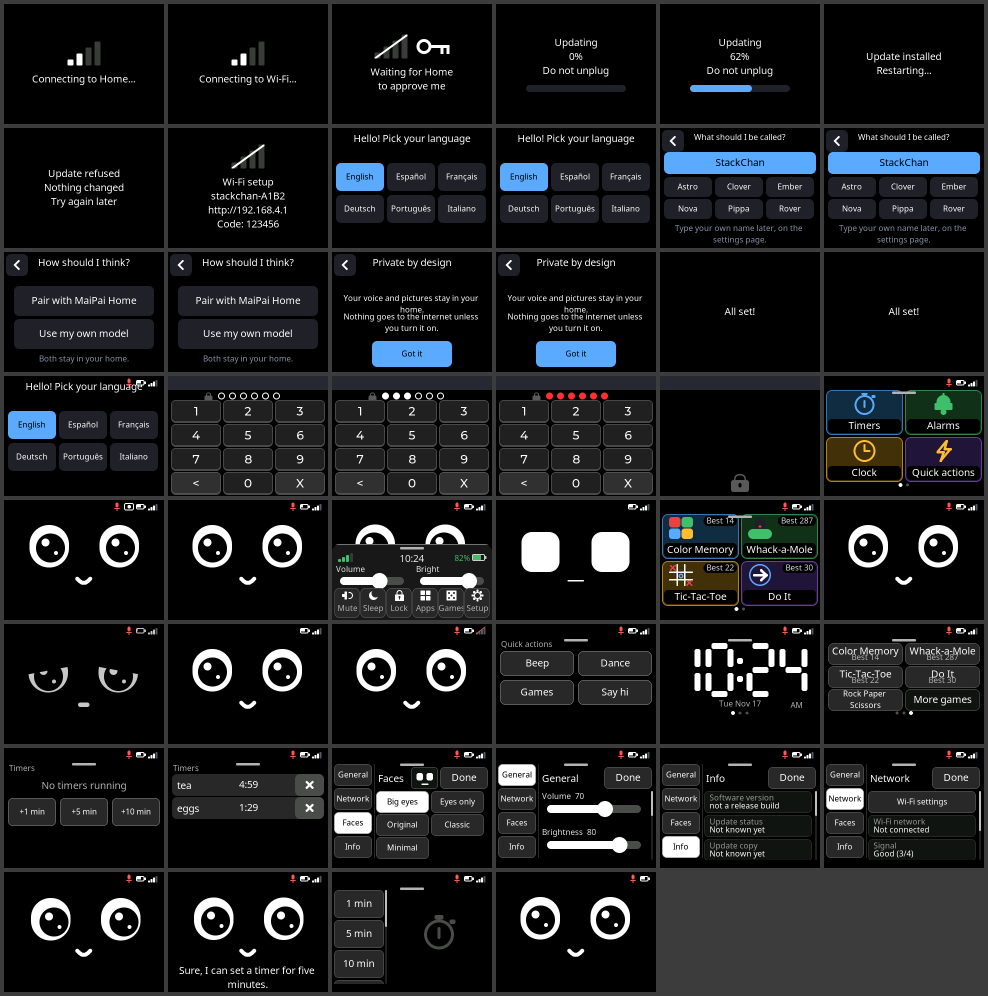 Connecting to Home...
Connecting to Wi-Fi...
Waiting for Home
to approve me
Updating
0%
Do not unplug
Updating
62%
Do not unplug
Update installed
Restarting...
Update refused
Nothing changed
Try again later
Wi-Fi setup
stackchan-A1B2
http://192.168.4.1
Code: 123456
Hello! Pick your language
English Español Français
Deutsch Português Italiano
Hello! Pick your language
English Español Français
Deutsch Português Italiano
What should I be called?
StackChan
Astro Clover Ember
Nova Pippa Rover
Type your own name later, on the
settings page.
What should I be called?
StackChan
Astro Clover Ember
Nova Pippa Rover
Type your own name later, on the
settings page.
How should I think?
Pair with MaiPai Home
Use my own model
Both stay in your home.
How should I think?
Pair with MaiPai Home
Use my own model
Both stay in your home.
Private by design
Your voice and pictures stay in your
home.
Nothing goes to the internet unless
you turn it on.
Got it
Private by design
Your voice and pictures stay in your
home.
Nothing goes to the internet unless
you turn it on.
Got it
All set!
All set!
Hello! Pick your language
English Español Français
Deutsch Português Italiano
1 2 3
4 5 6
7 8 9
< 0 X
1 2 3
4 5 6
7 8 9
< 0 X
1 2 3
4 5 6
7 8 9
< 0 X
Timers Alarms
Clock Quick actions
10:24 82%
Volume Bright
Mute Sleep Lock Apps Games Setup
Best 14 Best 287
Color Memory Whack-a-Mole
Best 22 Best 30
Tic-Tac-Toe Do It
Quick actions
Beep Dance
Games Say hi
10:24
Tue Nov 17 AM
Color Memory Whack-a-Mole
Best 14 Best 287
Tic-Tac-Toe Do It
Best 22 Best 30
Rock Paper
Scissors
More games
Timers
No timers running
+1 min +5 min +10 min
Timers
tea 4:59
eggs 1:29
General
Network
Faces
Info
Faces Done
Big eyes Eyes only
Original Classic
Minimal
General
Network
Faces
Info
General Done
Volume 70
Brightness 80
General
Network
Faces
Info
Info Done
Software version
not a release build
Update status
Not known yet
Update copy
Not known yet
General
Network
Faces
Info
Network Done
Wi-Fi settings
Wi-Fi network
Not connected
Signal
Good (3/4)
Sure, I can set a timer for five
minutes.
1 min
5 min
10 min